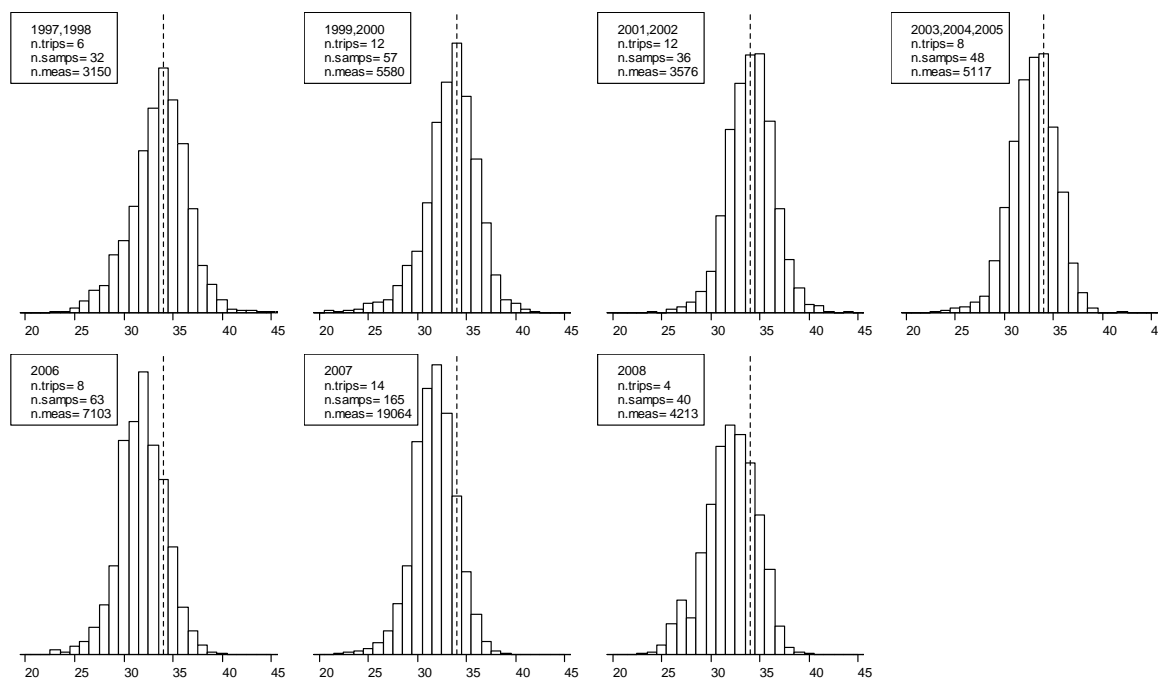 1997,1998
n.trips= 6
n.samps= 32
n.meas= 3150
1999,2000
n.trips= 12
n.samps= 57
n.meas= 5580
2001,2002
n.trips= 12
n.samps= 36
n.meas= 3576
2003,2004,2005
n.trips= 8
n.samps= 48
n.meas= 5117
20 25 30 35 40 45
20 25 30 35 40 45
20 25 30 35 40 45
20 25 30 35 40
2006
n.trips= 8
n.samps= 63
n.meas= 7103
2007
n.trips= 14
n.samps= 165
n.meas= 19064
2008
n.trips= 4
n.samps= 40
n.meas= 4213
20 25 30 35 40 45
20 25 30 35 40 45
20 25 30 35 40 45